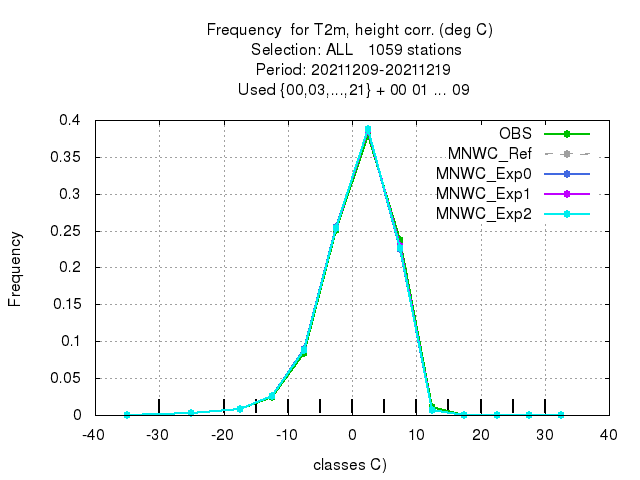 Frequency  for T2m, height corr. (deg C)
Selection: ALL   1059 stations
Period: 20211209-20211219
Used {00,03,...,21} + 00 01 ... 09
OBS
MNWC_Ref
MNWC_Exp0
MNWC_Exp1
MNWC_Exp2
Frequency
0.4
0.35
0.3
0.25
0.2
0.15
0.1
0.05
0
-40 -30 -20 -10 0 10 20 30 40
classes C)